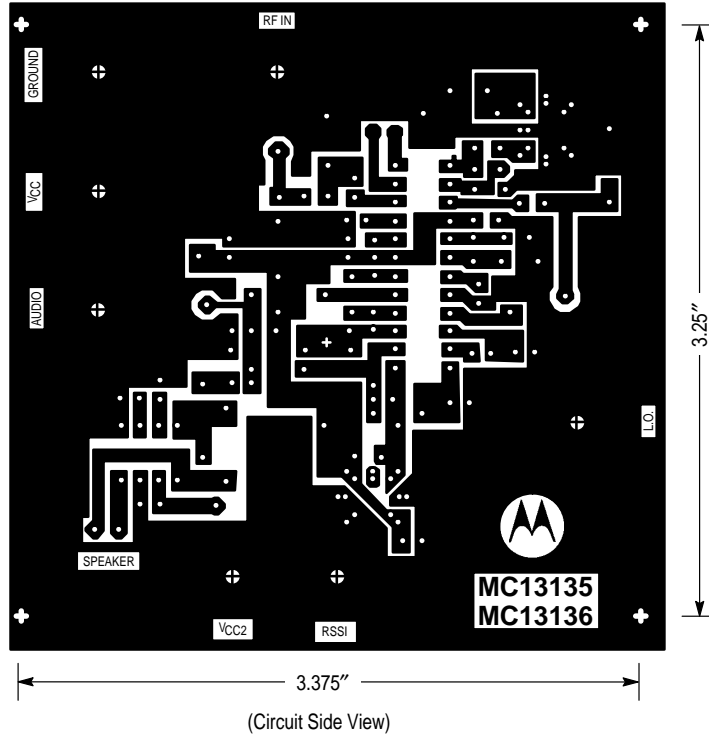 RF IN
GROUND
VCC
AUDIO
3.25″
L.O.
SPEAKER
MC13135
MC13136
VCC2
RSSI
3.375″
(Circuit Side View)